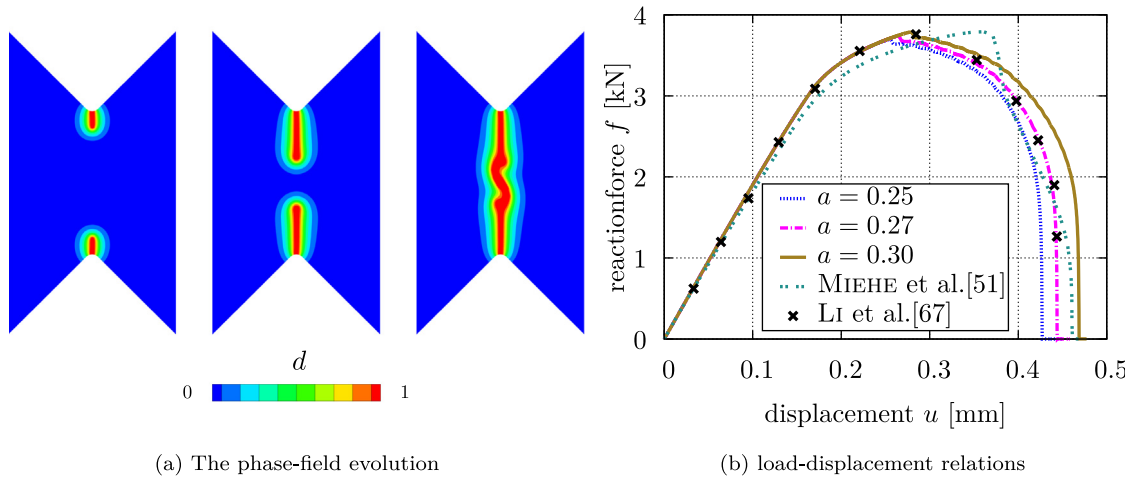 d
0 1
(a) The phase-field evolution
reactionforce f [kN]
4
3
2
1
0
a = 0.25
a = 0.27
a = 0.30
MIEHE et al.[51]
LI et al.[67]
0 0.1 0.2 0.3 0.4 0.5
displacement u [mm]
(b) load-displacement relations